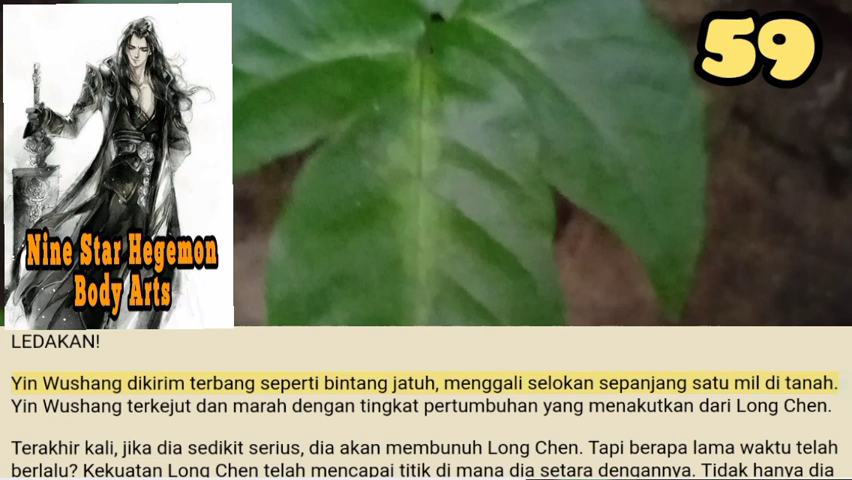 59
Nine Star Hegemon
Body Arts
LEDAKAN!
Yin Wushang dikirim terbang seperti bintang jatuh, menggali selokan sepanjang satu mil di tanah.
Yin Wushang terkejut dan marah dengan tingkat pertumbuhan yang menakutkan dari Long Chen.
Terakhir kali, jika dia sedikit serius, dia akan membunuh Long Chen. Tapi berapa lama waktu telah
berlalu? Kekuatan Long Chen telah mencapai titik di mana dia setara dengannya. Tidak hanya dia